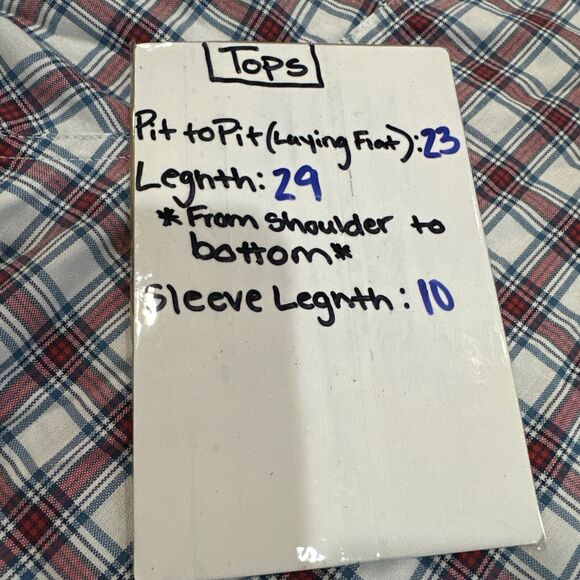 Tops
Pit to Pit (Laying Flat): 23
Legnth: 29
*From shoulder to
bottom*
Sleeve Legnth: 10